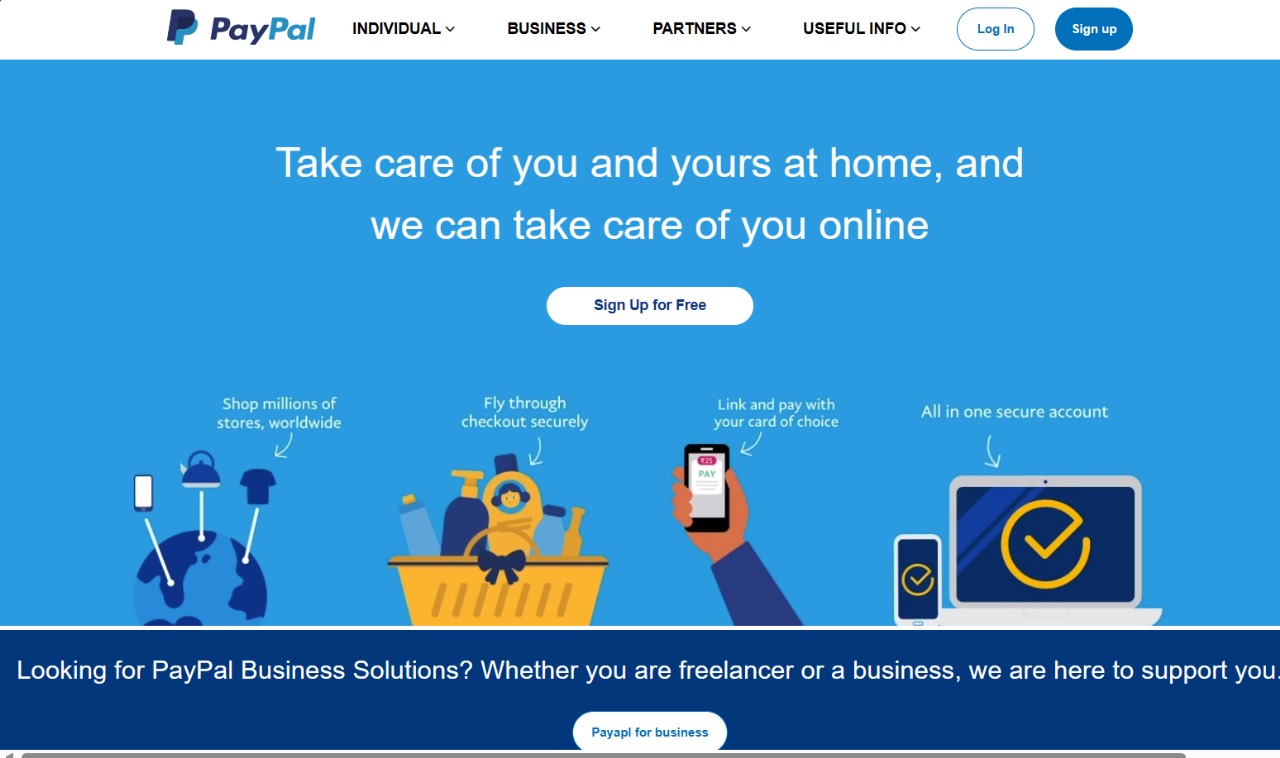 PayPal
INDIVIDUAL
BUSINESS
PARTNERS
USEFUL INFO
Log In
Sign up
Take care of you and yours at home, and
we can take care of you online
Sign Up for Free
Shop millions of
stores, worldwide
Fly through
checkout securely
Link and pay with
your card of choice
All in one secure account
₹25
PAY
Looking for PayPal Business Solutions? Whether you are freelancer or a business, we are here to support you.
Payapl for business